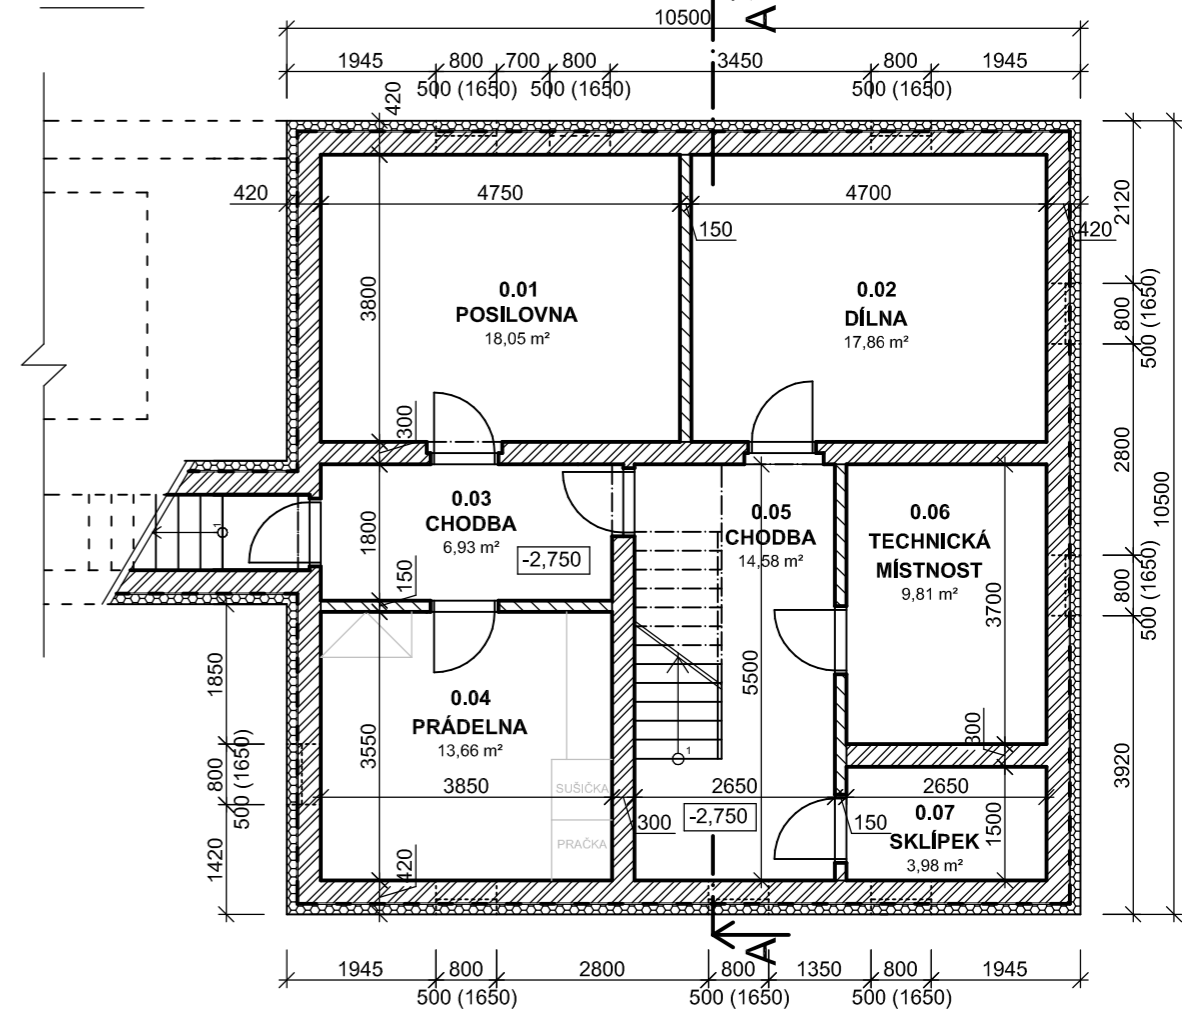 10500
A
1945 800 700 800 3450 800 1945
500 (1650) 500 (1650) 500 (1650)
420
420 4750 4700
150 420
2120
3800
0.01
POSILOVNA
18,05 m²
0.02
DÍLNA
17,86 m²
800
500 (1650)
300
2800
10500
0.03
CHODBA
6,93 m²
-2,750
1800
150
1
0.05
CHODBA
14,58 m²
0.06
TECHNICKÁ
MÍSTNOST
9,81 m²
3700
800
500 (1650)
5500
1850
0.04
PRÁDELNA
13,66 m²
3550
1
300
800
500 (1650)
3850 2650 2650
3920
SUŠIČKA
PRAČKA
300
-2,750
150
0.07
SKLÍPEK
3,98 m²
1500
1420
420
A
1945 800 2800 800 1350 800 1945
500 (1650) 500 (1650) 500 (1650)